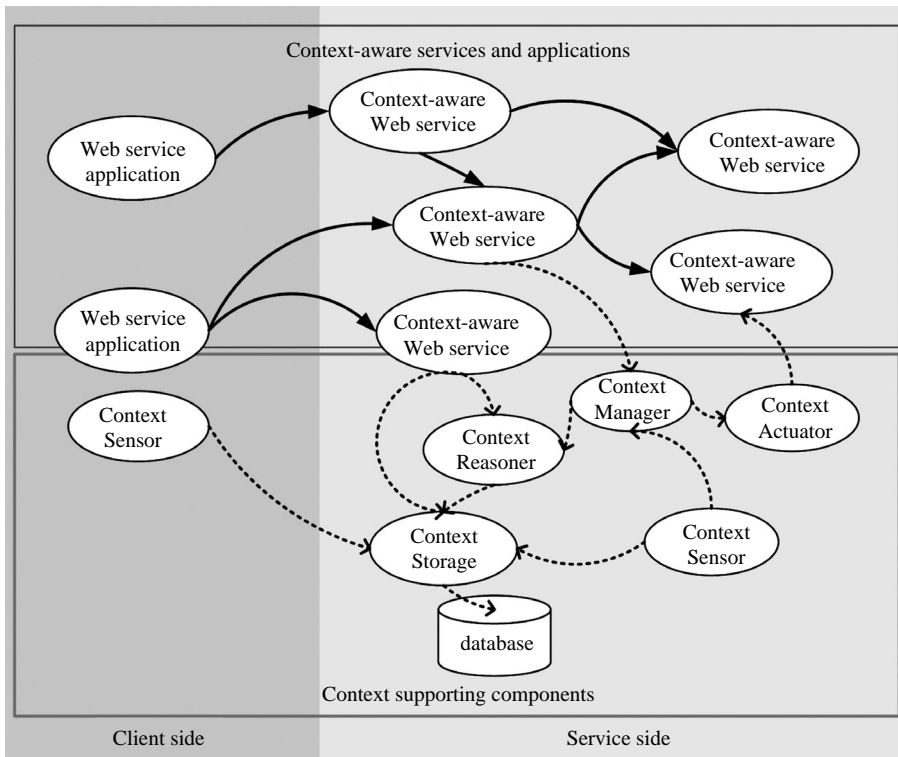 Context-aware services and applications
Context-aware
Web service
Web service
application
Context-aware
Web service
Context-aware
Web service
Context-aware
Web service
Web service
application
Context-aware
Web service
Context
Sensor
Context
Manager
Context
Actuator
Context
Reasoner
Context
Storage
Context
Sensor
database
Context supporting components
Client side
Service side